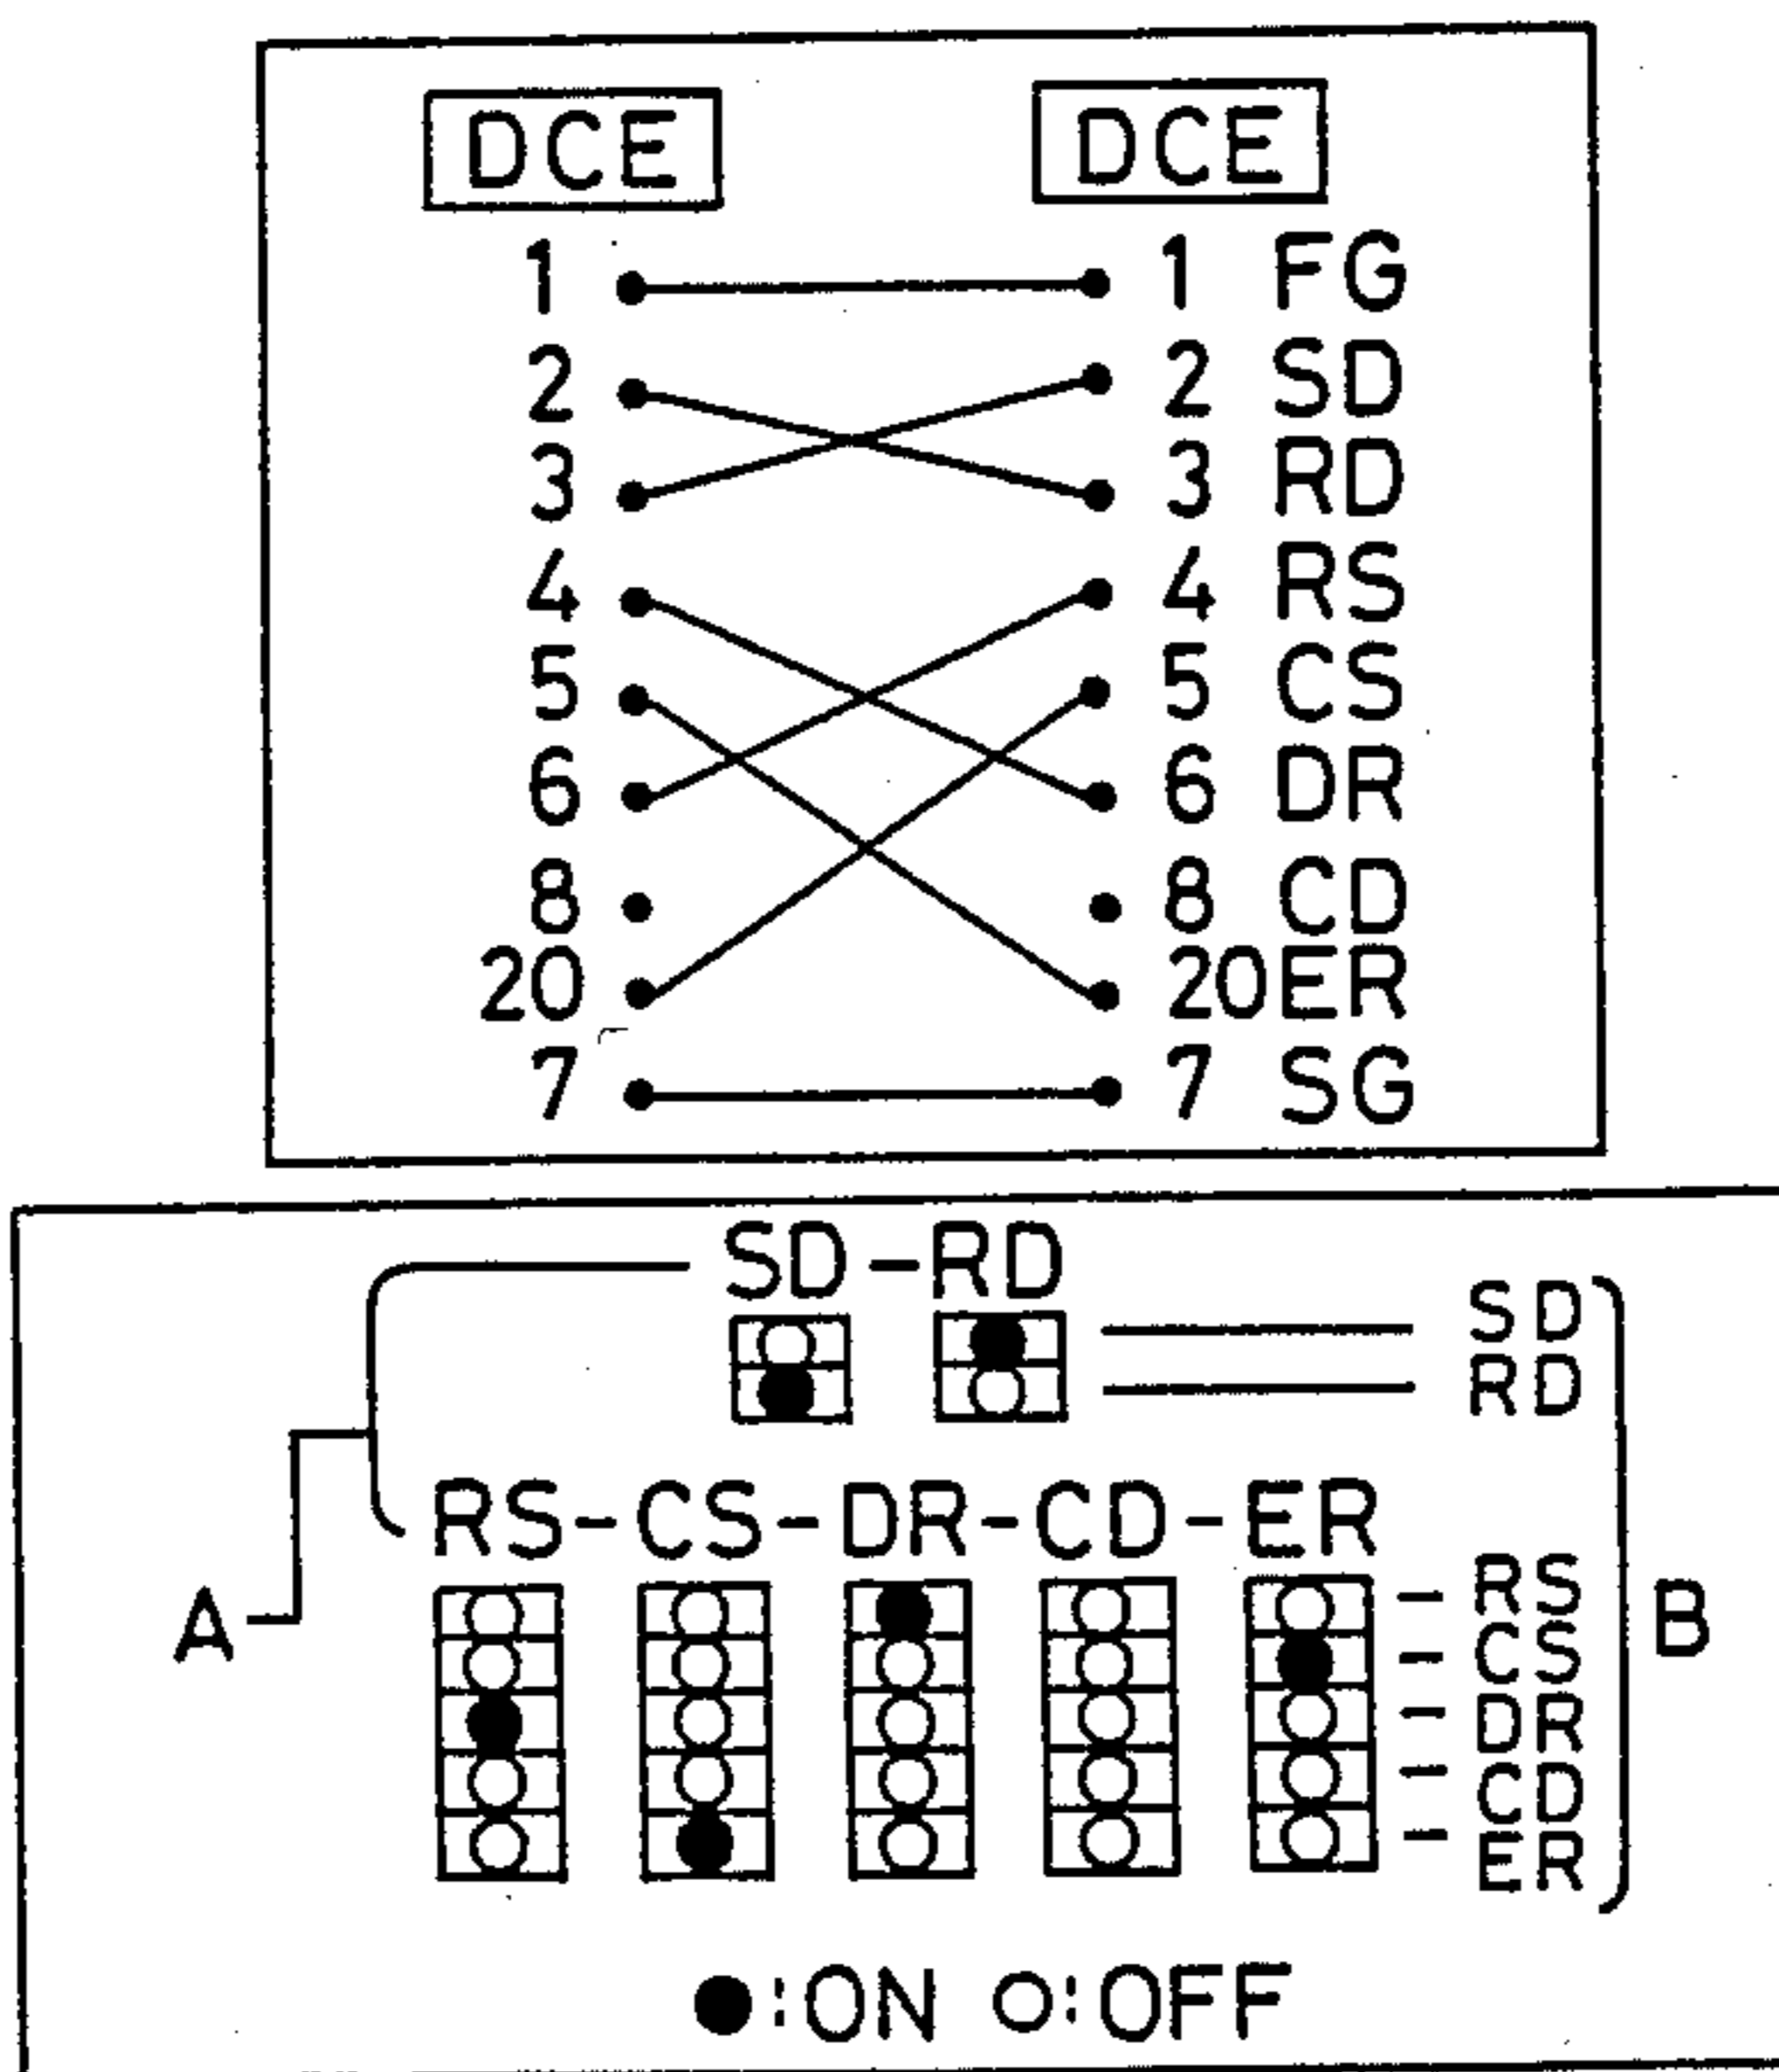 DCE DCE
1 1 FG
2 2 SD
3 3 RD
4 4 RS
5 5 CS
6 6 DR
8 8 CD
20 20 ER
7 7 SG
SD-RD
SD
RD
RS-CS-DR-CD-ER
RS
A B
CS
DR
CD
ER
●:ON ○:OFF